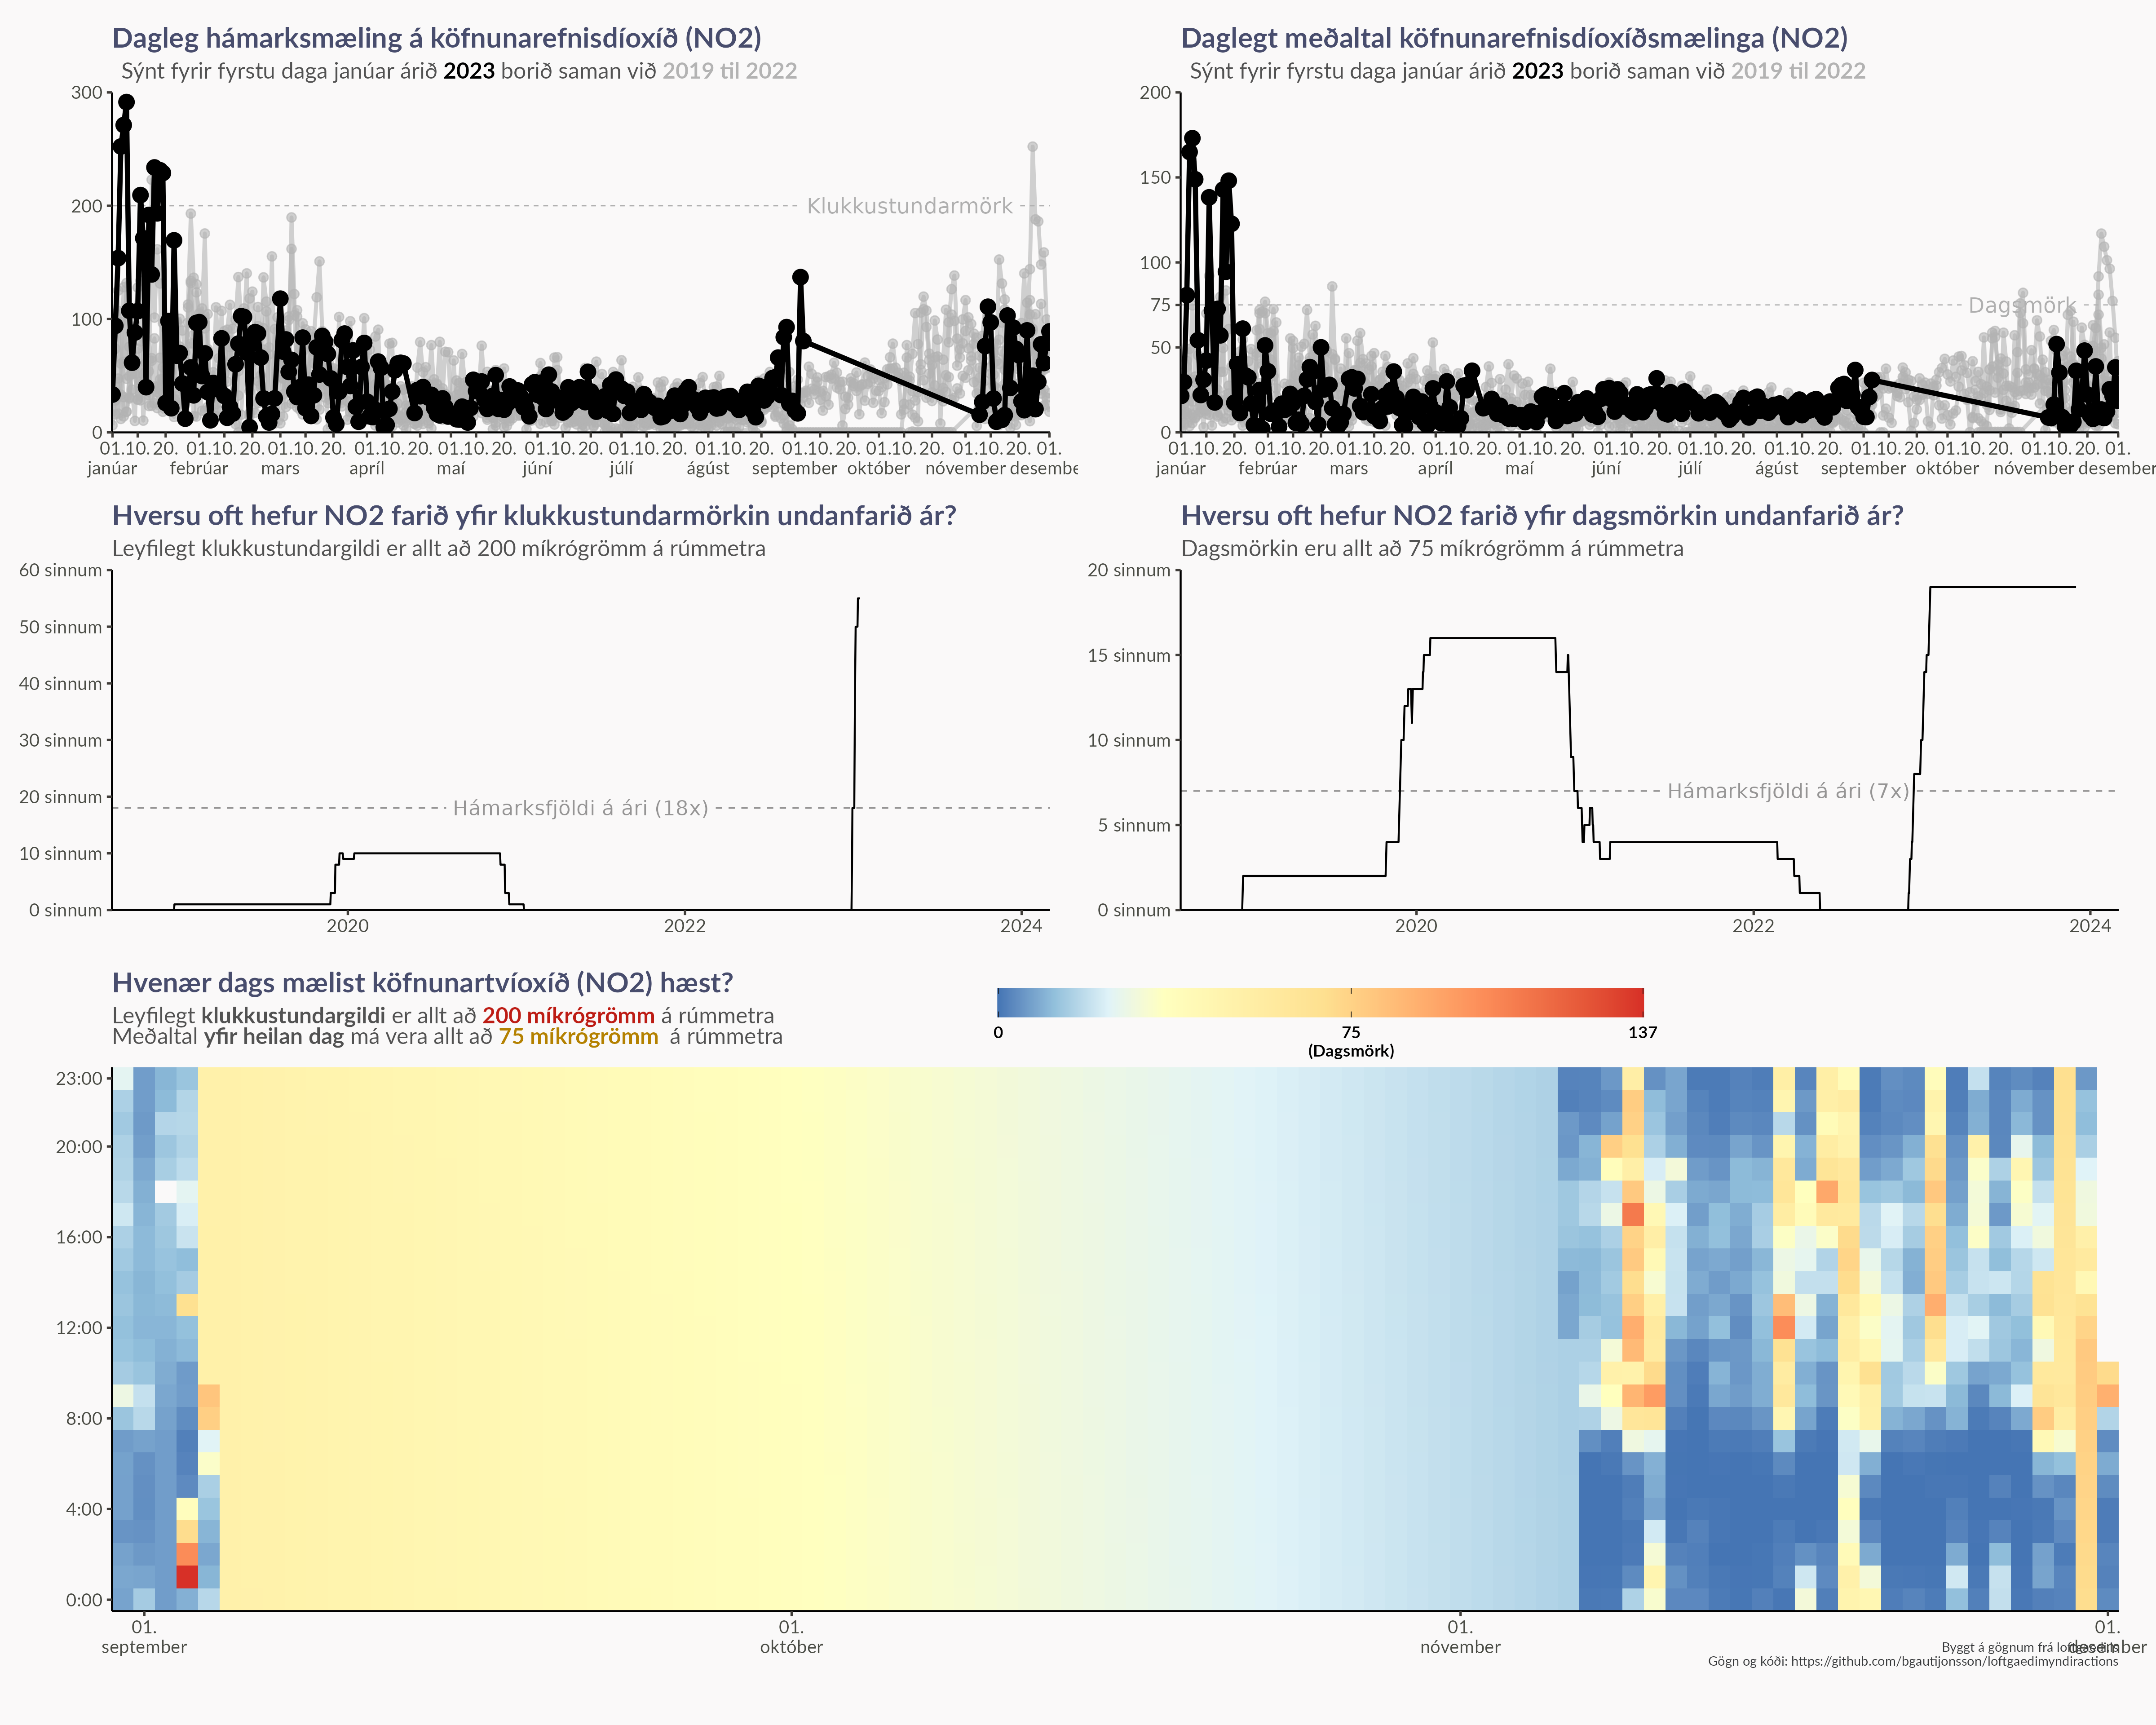 Dagleg hámarksmæling á köfnunarefnisdíoxíð (NO2)
Sýnt fyrir fyrstu daga janúar árið 2023 borið saman við 2019 til 2022
300
200
100
0
Klukkustundarmörk
01. 10. 20. 01. 10. 20. 01. 10. 20. 01. 10. 20. 01. 10. 20. 01. 10. 20. 01. 10. 20. 01. 10. 20. 01. 10. 20. 01. 10. 20. 01. 10. 20. 01.
janúar febrúar mars apríl maí júní júlí ágúst september október nóvember desembe
Daglegt meðaltal köfnunarefnisdíoxíðsmælinga (NO2)
Sýnt fyrir fyrstu daga janúar árið 2023 borið saman við 2019 til 2022
200
150
100
75
50
0
Dagsmörk
01. 10. 20. 01. 10. 20. 01. 10. 20. 01. 10. 20. 01. 10. 20. 01. 10. 20. 01. 10. 20. 01. 10. 20. 01. 10. 20. 01. 10. 20. 01. 10. 20. 01.
janúar febrúar mars apríl maí júní júlí ágúst september október nóvember desember
Hversu oft hefur NO2 farið yfir klukkustundarmörkin undanfarið ár?
Leyfilegt klukkustundargildi er allt að 200 míkrógrömm á rúmmetra
60 sinnum
50 sinnum
40 sinnum
30 sinnum
20 sinnum
10 sinnum
0 sinnum
Hámarksfjöldi á ári (18x)
2020 2022 2024
Hversu oft hefur NO2 farið yfir dagsmörkin undanfarið ár?
Dagsmörkin eru allt að 75 míkrógrömm á rúmmetra
20 sinnum
15 sinnum
10 sinnum
5 sinnum
0 sinnum
Hámarksfjöldi á ári (7x)
2020 2022 2024
Hvenær dags mælist köfnunartvíoxíð (NO2) hæst?
Leyfilegt klukkustundargildi er allt að 200 míkrógrömm á rúmmetra
Meðaltal yfir heilan dag má vera allt að 75 míkrógrömm á rúmmetra
0 75 137
(Dagsmörk)
23:00
20:00
16:00
12:00
8:00
4:00
0:00
01. 01. 01. 01.
september október nóvember desember
Byggt á gögnum frá
Gögn og kóði: https://github.com/bgautijonsson/loftgaedimyndiractions